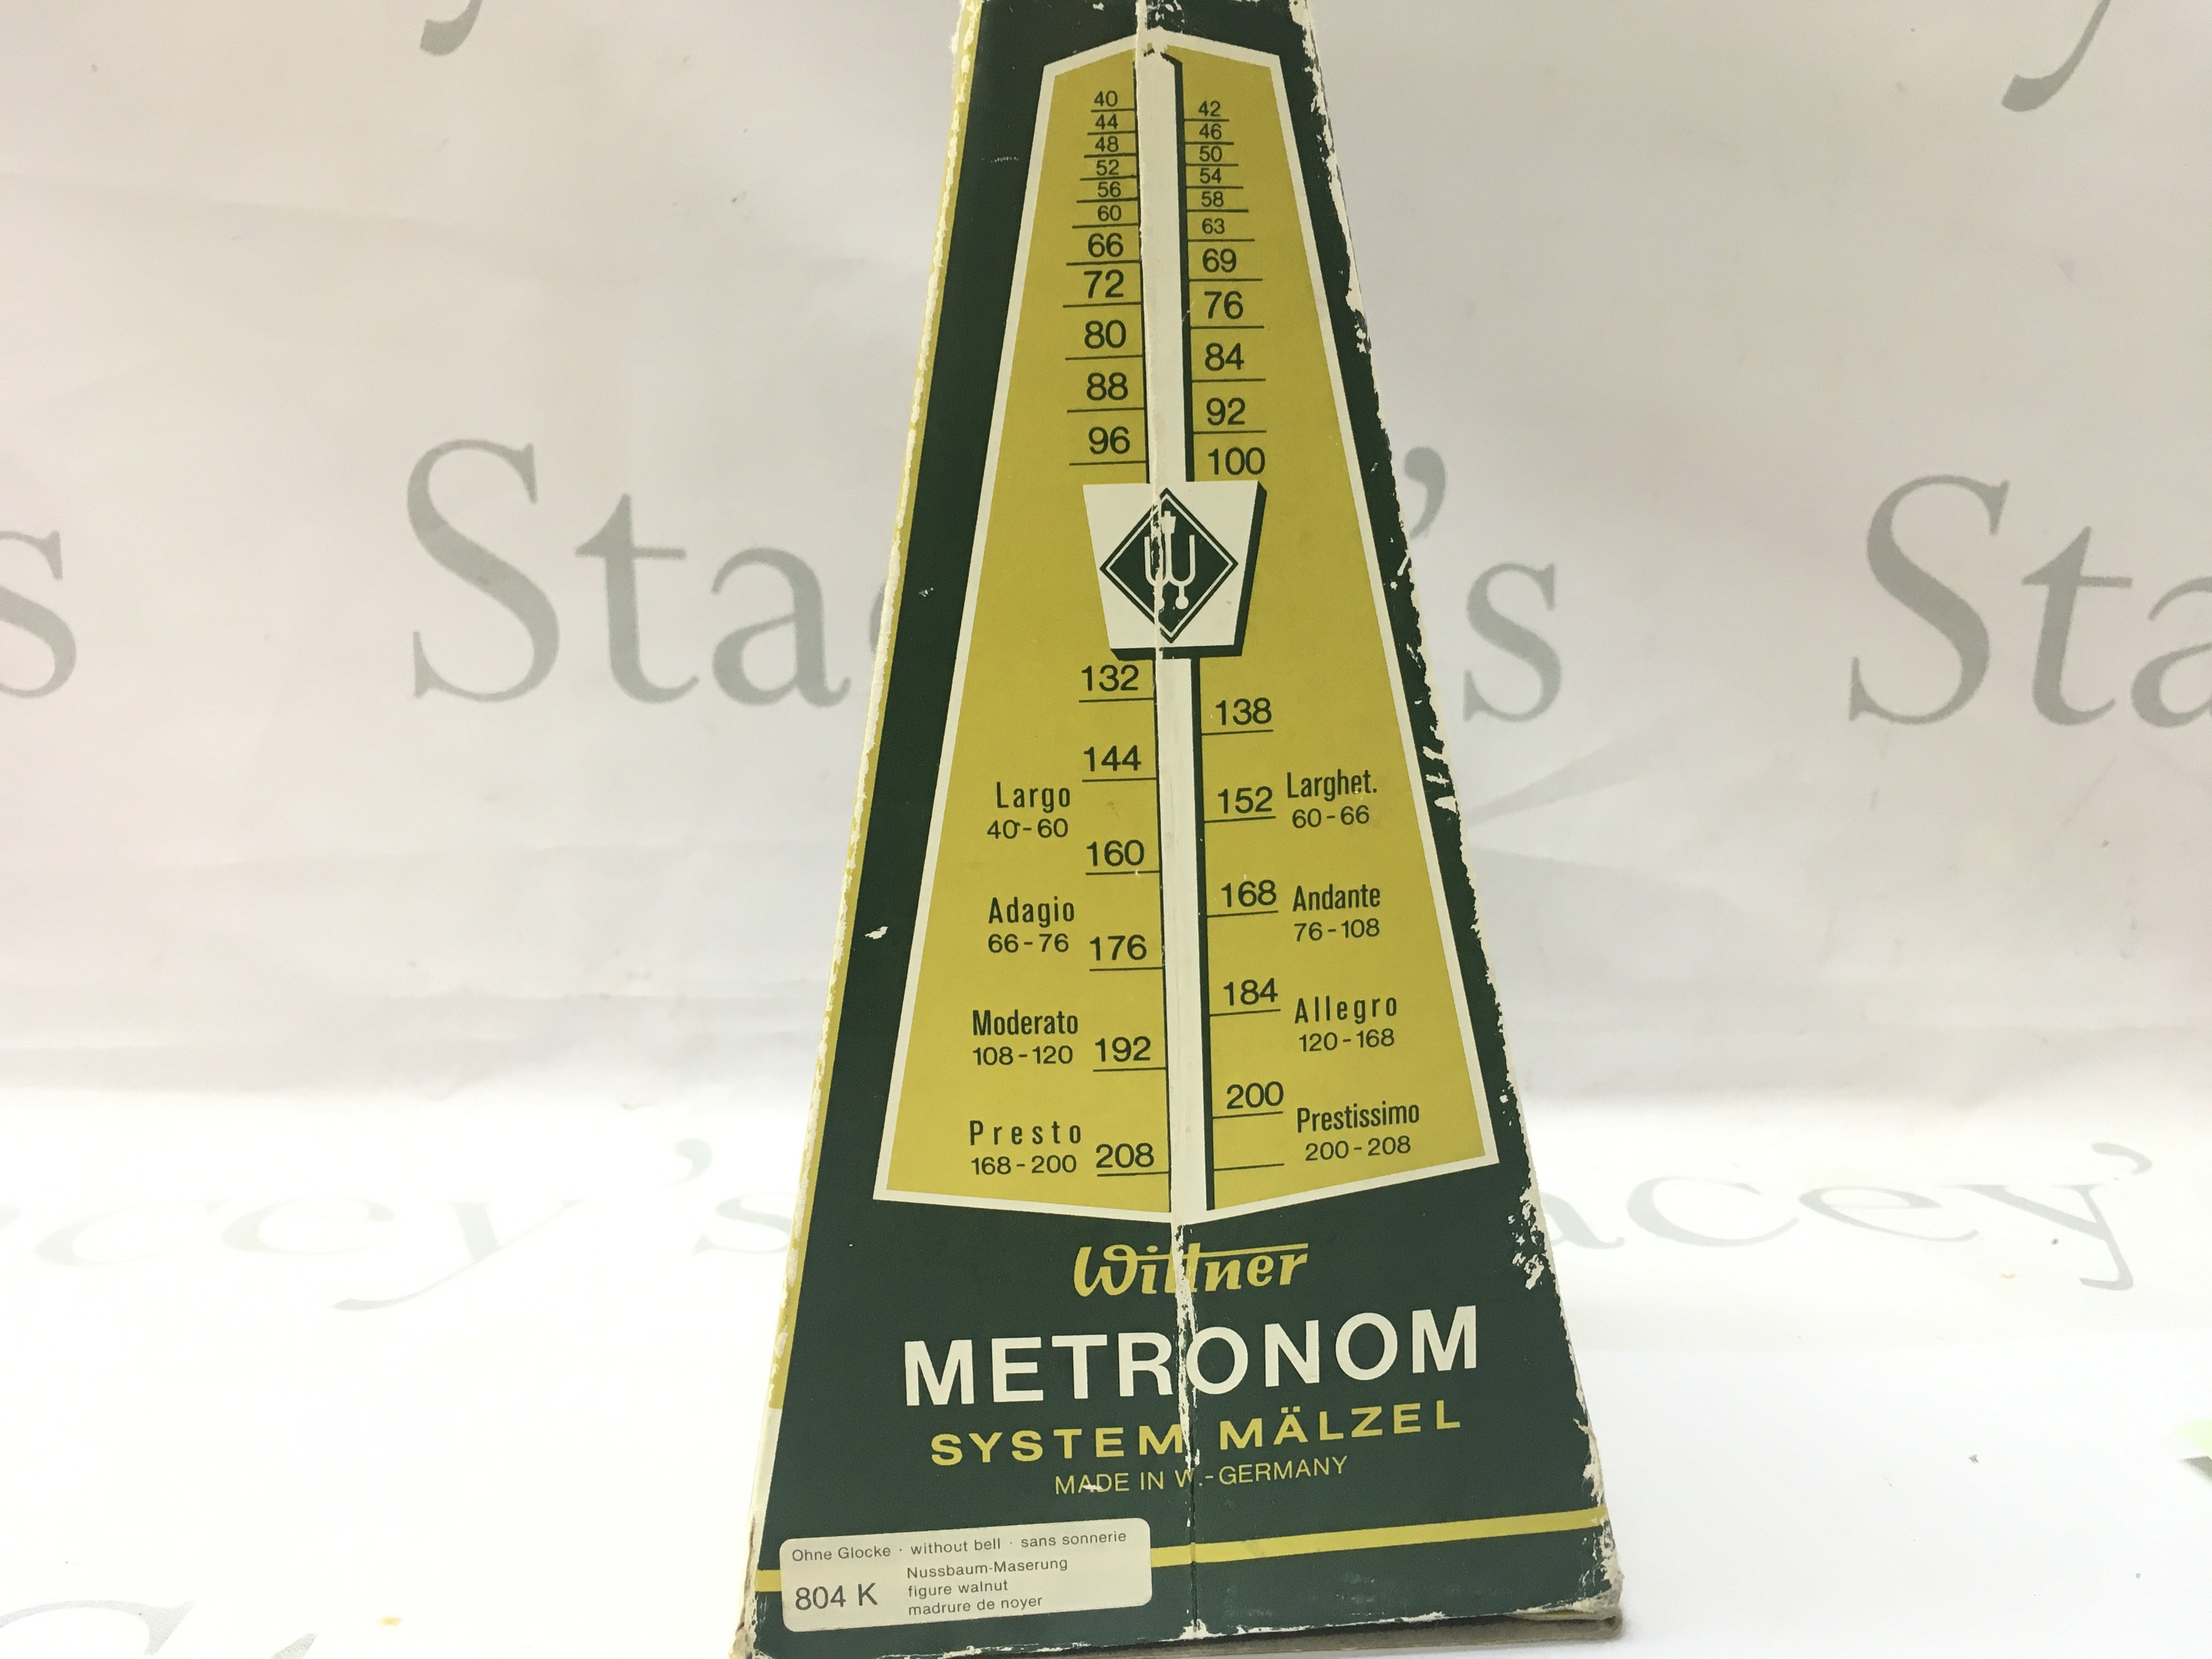 40
42
44
46
48
50
52
54
56
58
60
63
66
69
72
76
80
84
88
92
96
100
132
138
144
Largo
40-60
152 Larghet.
60-66
160
168 Andante
76-108
Adagio
66-76 176
184 Allegro
120-168
Moderato
108-120 192
200
Prestissimo
200-208
Presto
168-200 208
Wittner
METRONOM
SYSTEM MÄLZEL
MADE IN W.-GERMANY
Ohne Glocke · without bell · sans sonnerie
804 K
Nussbaum-Maserung
figure walnut
madrure de noyer
Stacey's